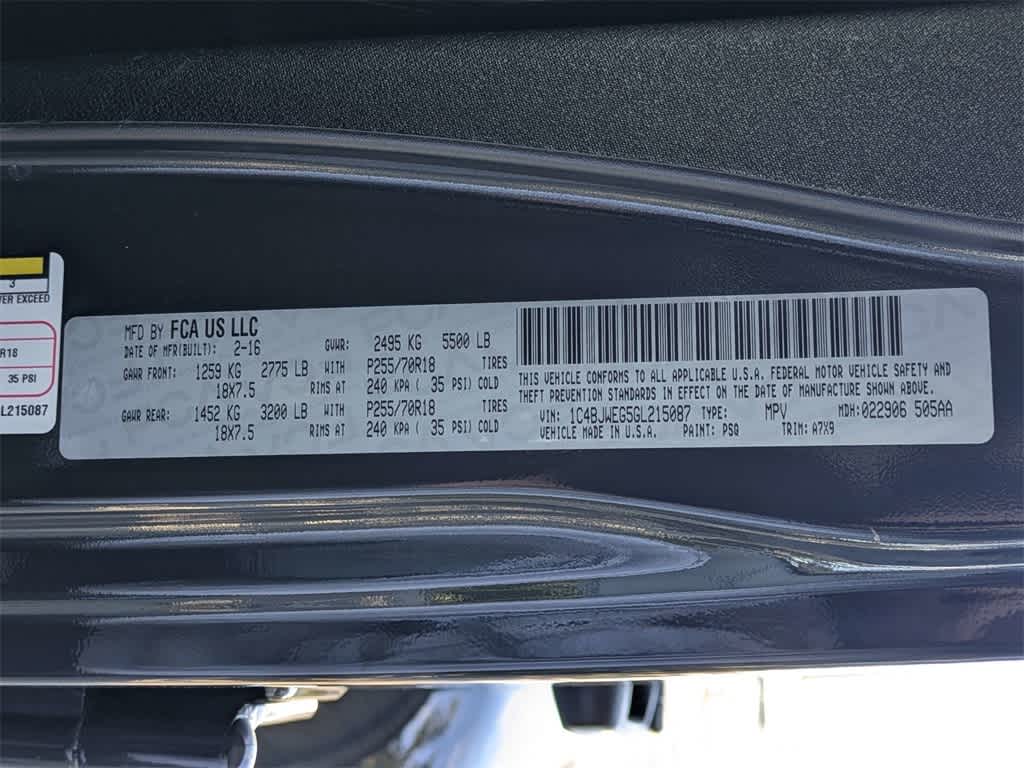 3
VER EXCEED
R18
35 PSI
L215087
MFD BY FCA US LLC
DATE OF MFR(BUILT): 2-16 GVWR: 2495 KG 5500 LB
GAWR FRONT: 1259 KG 2775 LB WITH P255/70R18 TIRES
18X7.5 RIMS AT 240 KPA ( 35 PSI) COLD
GAWR REAR: 1452 KG 3200 LB WITH P255/70R18 TIRES
18X7.5 RIMS AT 240 KPA ( 35 PSI) COLD
THIS VEHICLE CONFORMS TO ALL APPLICABLE U.S.A. FEDERAL MOTOR VEHICLE SAFETY AND
THEFT PREVENTION STANDARDS IN EFFECT ON THE DATE OF MANUFACTURE SHOWN ABOVE.
VIN: 1C4BJWEG5GL215087 TYPE: MPV MDH: 022906 505AA
VEHICLE MADE IN U.S.A. PAINT: PSQ TRIM: A7X9